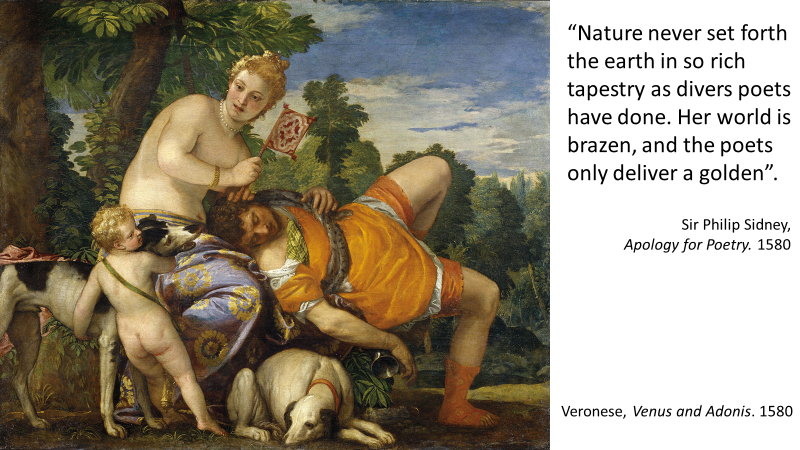 “Nature never set forth
the earth in so rich
tapestry as divers poets
have done. Her world is
brazen, and the poets
only deliver a golden”.
Sir Philip Sidney,
Apology for Poetry. 1580
Veronese, Venus and Adonis. 1580